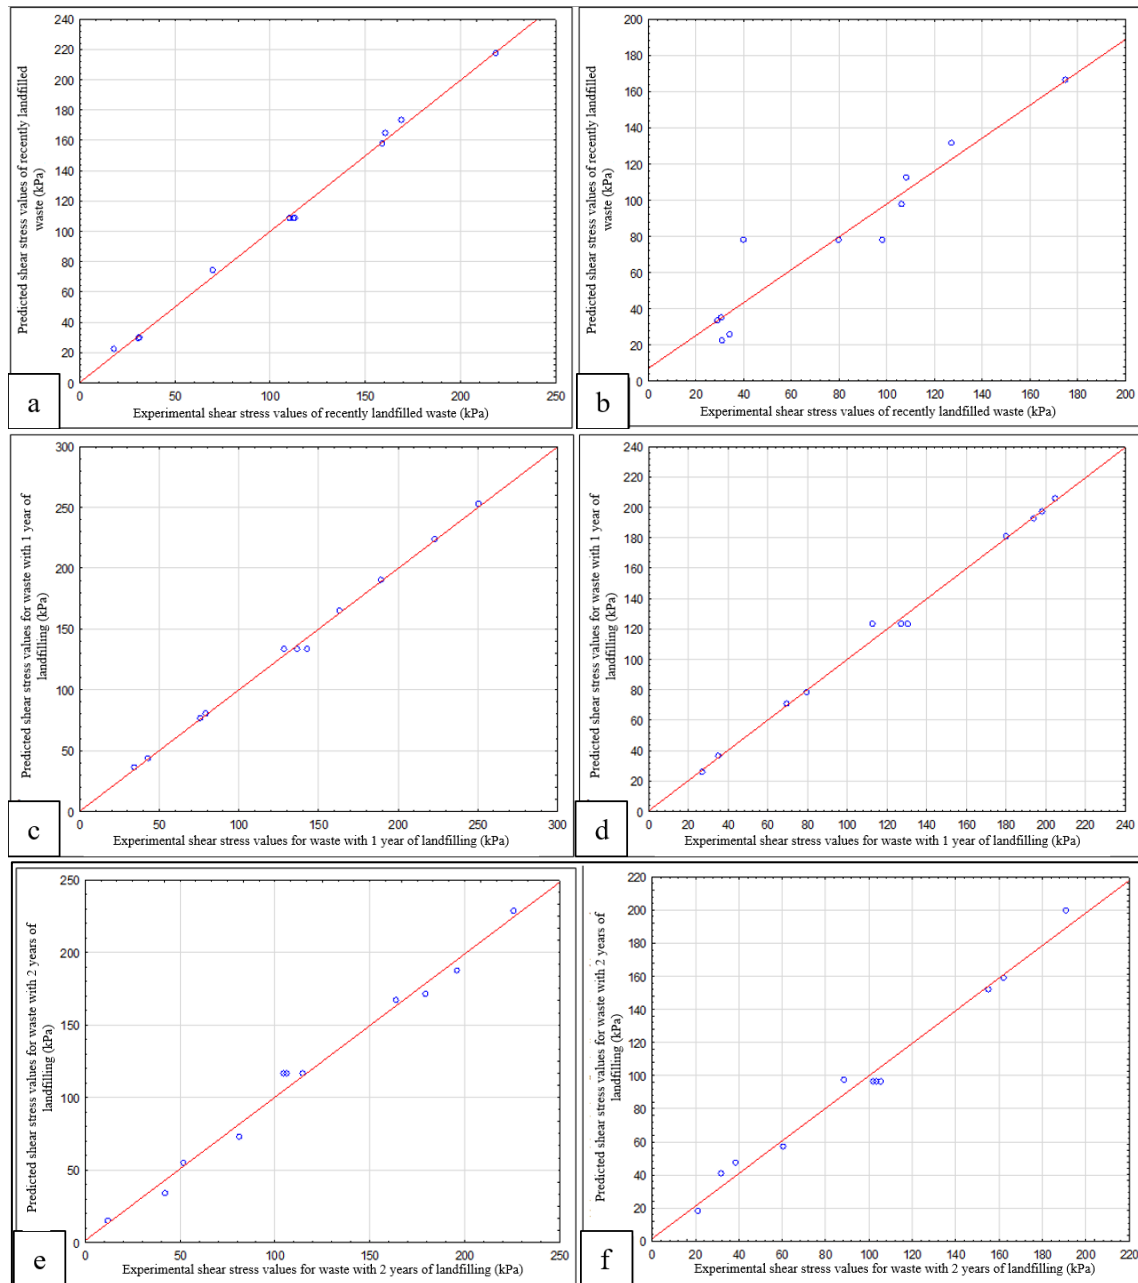 Predicted shear stress values of recently landfilled
waste (kPa)
240
220
200
180
160
140
120
100
80
60
40
20
0
0 50 100 150 200 250
Experimental shear stress values of recently landfilled waste (kPa)
a
Predicted shear stress values of recently landfilled
waste (kPa)
200
180
160
140
120
100
80
60
40
20
0
0 20 40 60 80 100 120 140 160 180 200
Experimental shear stress values of recently landfilled waste (kPa)
b
Predicted shear stress values for waste with 1 year of
landfilling (kPa)
300
250
200
150
100
50
0
0 50 100 150 200 250 300
Experimental shear stress values for waste with 1 year of landfilling (kPa)
c
Predicted shear stress values for waste with 1 year of
landfilling (kPa)
240
220
200
180
160
140
120
100
80
60
40
20
0
0 20 40 60 80 100 120 140 160 180 200 220 240
Experimental shear stress values for waste with 1 year of landfilling (kPa)
d
Predicted shear stress values for waste with 2 years of
landfilling (kPa)
250
200
150
100
50
0
0 50 100 150 200 250
Experimental shear stress values for waste with 2 years of landfilling (kPa)
e
Predicted shear stress values for waste with 2 years of
landfilling (kPa)
220
200
180
160
140
120
100
80
60
40
20
0
0 20 40 60 80 100 120 140 160 180 200 220
Experimental shear stress values for waste with 2 years of landfilling (kPa)
f